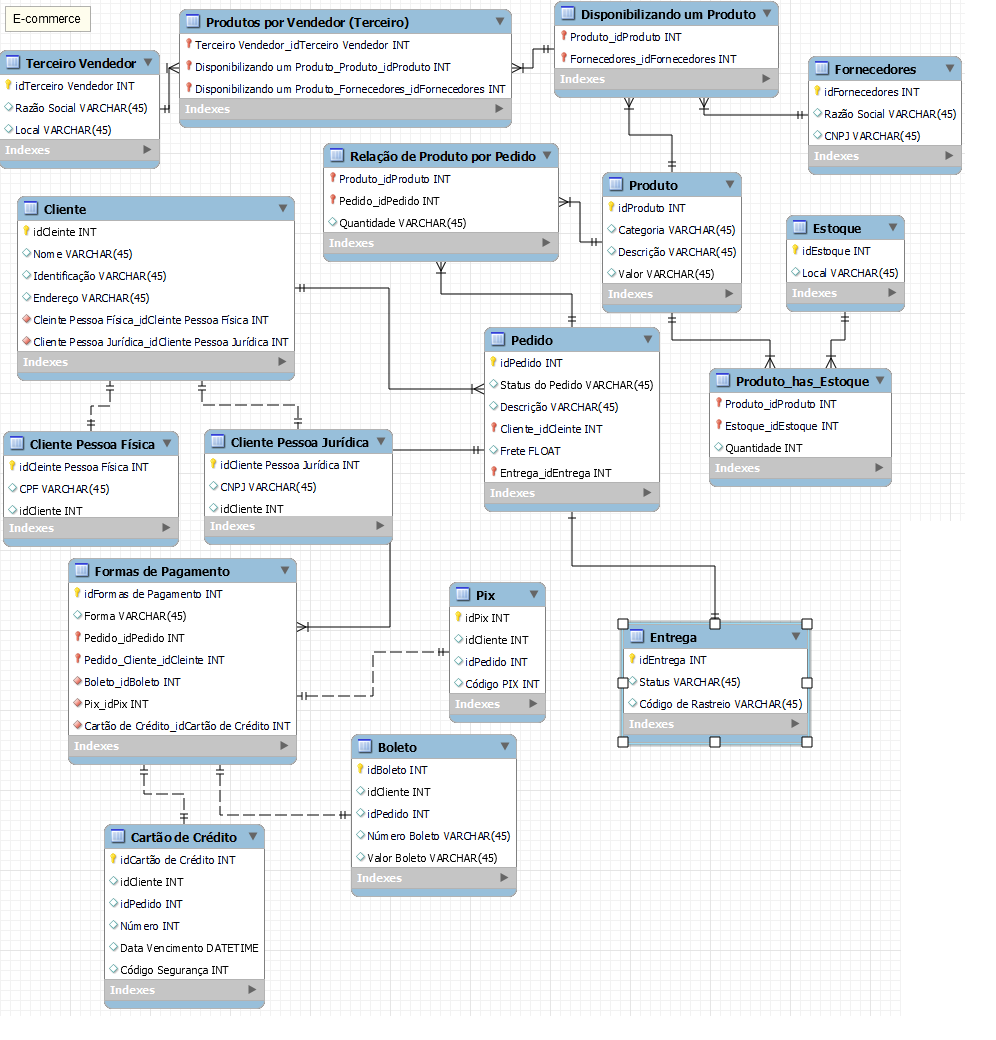 E-commerce
Terceiro Vendedor
idTerceiro Vendedor INT
Razão Social VARCHAR(45)
Local VARCHAR(45)
Indexes
Produtos por Vendedor (Terceiro)
Terceiro Vendedor_idTerceiro Vendedor INT
Disponibilizando um Produto_Produto_idProduto INT
Disponibilizando um Produto_Fornecedores_idFornecedores INT
Indexes
Disponibilizando um Produto
Produto_idProduto INT
Fornecedores_idFornecedores INT
Indexes
Fornecedores
idFornecedores INT
Razão Social VARCHAR(45)
CNPJ VARCHAR(45)
Indexes
Relação de Produto por Pedido
Produto_idProduto INT
Pedido_idPedido INT
Quantidade VARCHAR(45)
Indexes
Produto
idProduto INT
Categoria VARCHAR(45)
Descrição VARCHAR(45)
Valor VARCHAR(45)
Indexes
Estoque
idEstoque INT
Local VARCHAR(45)
Indexes
Cliente
idCleinte INT
Nome VARCHAR(45)
Identificação VARCHAR(45)
Endereço VARCHAR(45)
Cleinte Pessoa Física_idCleinte Pessoa Física INT
Cliente Pessoa Jurídica_idCliente Pessoa Jurídica INT
Indexes
Pedido
idPedido INT
Status do Pedido VARCHAR(45)
Descrição VARCHAR(45)
Cliente_idCleinte INT
Frete FLOAT
Entrega_idEntrega INT
Indexes
Produto_has_Estoque
Produto_idProduto INT
Estoque_idEstoque INT
Quantidade INT
Indexes
Cliente Pessoa Física
idCleinte Pessoa Física INT
CPF VARCHAR(45)
idCliente INT
Indexes
Cliente Pessoa Jurídica
idCliente Pessoa Jurídica INT
CNPJ VARCHAR(45)
idCliente INT
Indexes
Formas de Pagamento
idFormas de Pagamento INT
Forma VARCHAR(45)
Pedido_idPedido INT
Pedido_Cliente_idCleinte INT
Boleto_idBoleto INT
Pix_idPix INT
Cartão de Crédito_idCartão de Crédito INT
Indexes
Pix
idPix INT
idCliente INT
idPedido INT
Código PIX INT
Indexes
Entrega
idEntrega INT
Status VARCHAR(45)
Código de Rastreio VARCHAR(45)
Indexes
Boleto
idBoleto INT
idCliente INT
idPedido INT
Número Boleto VARCHAR(45)
Valor Boleto VARCHAR(45)
Indexes
Cartão de Crédito
idCartão de Crédito INT
idCliente INT
idPedido INT
Número INT
Data Vencimento DATETIME
Código Segurança INT
Indexes